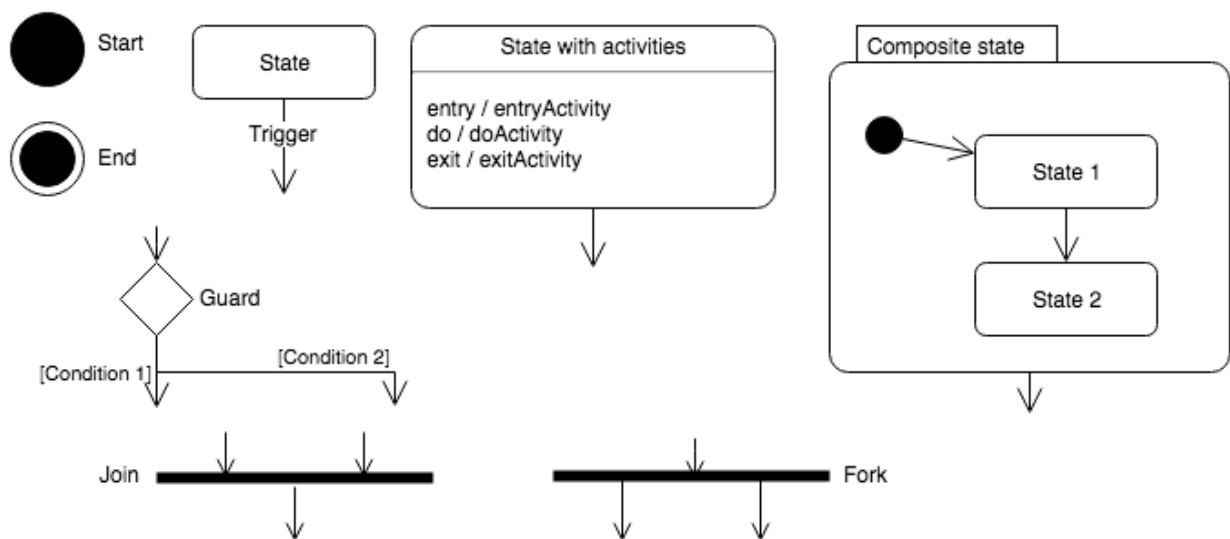 Start
State
State with activities
Composite state
entry / entryActivity
do / doActivity
exit / exitActivity
Trigger
End
State 1
State 2
Guard
[Condition 1]
[Condition 2]
Join
Fork